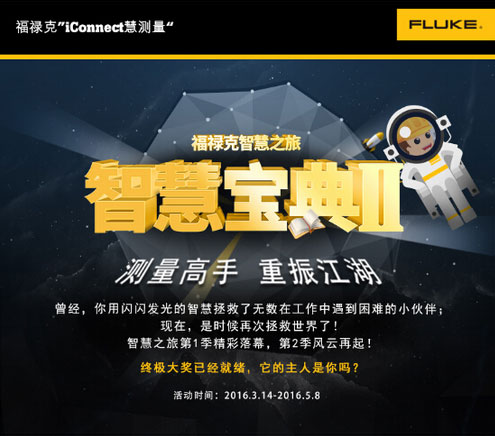 福禄克”iConnect慧测量“
FLUKE®
福禄克智慧之旅
智慧宝典II
测量高手 重振江湖
曾经，你用闪闪发光的智慧拯救了无数在工作中遇到困难的小伙伴；
现在，是时候再次拯救世界了！
智慧之旅第1季精彩落幕，第2季风云再起！
终极大奖已经就绪，它的主人是你吗？
活动时间：2016.3.14-2016.5.8